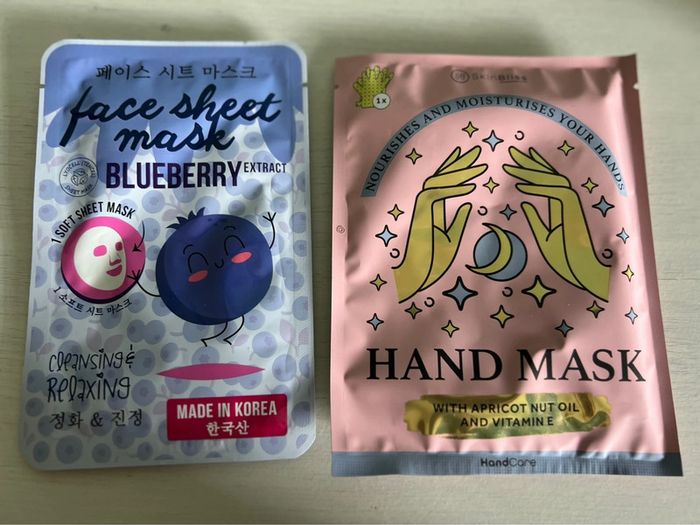 페이스 시트 마스크
face sheet
mask
BLUEBERRY EXTRACT
1 SOFT SHEET MASK
1 소프트 시트 마스크
cleansing &
Relaxing
정화 & 진정
MADE IN KOREA
한국산
SkinBliss
1x
NOURISHES AND MOISTURISES YOUR HANDS
HAND MASK
WITH APRICOT NUT OIL
AND VITAMIN E
HandCare